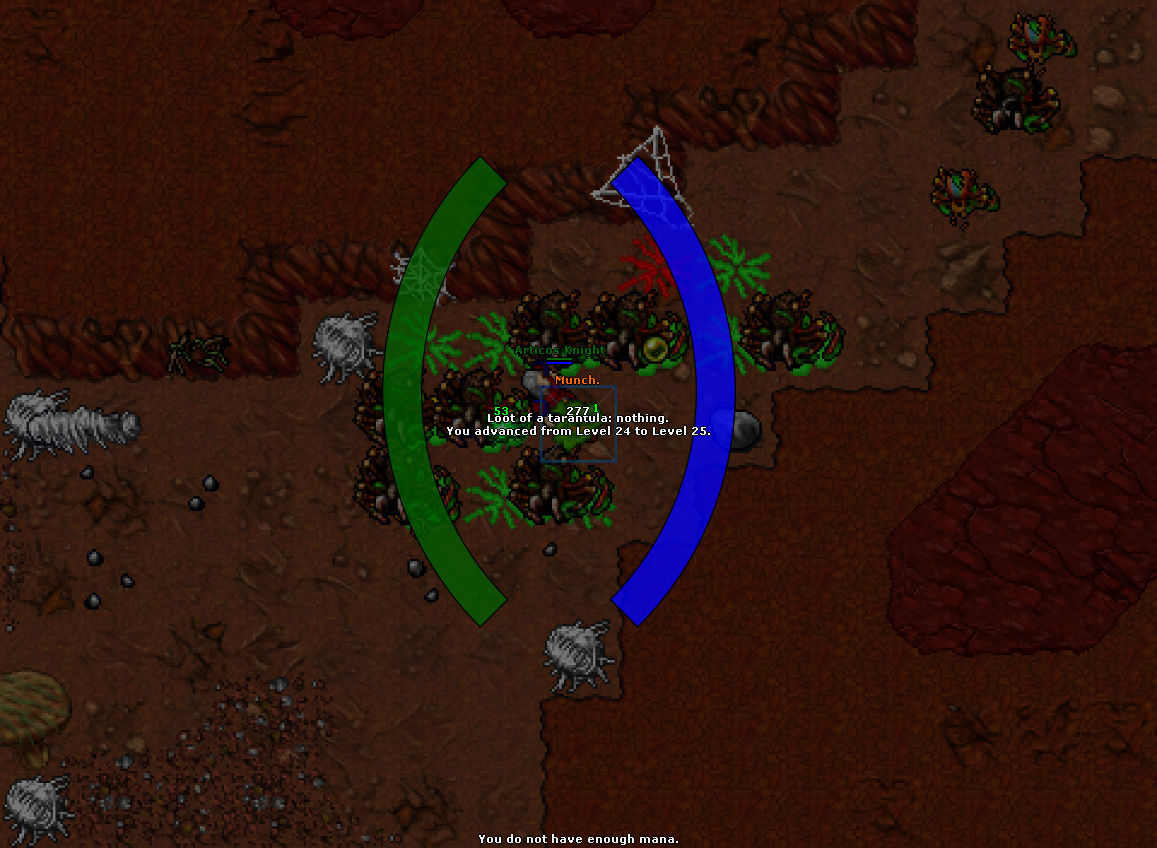 Articos Knight
Munch.
53
277
1
Loot of a tarantula: nothing.
You advanced from Level 24 to Level 25.
You do not have enough mana.